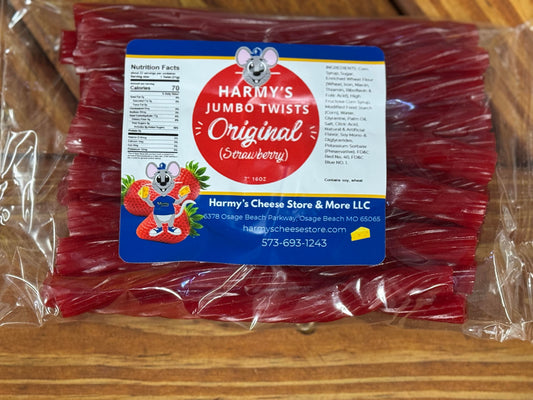 Nutrition Facts
Calories 70
HARMY'S
JUMBO TWISTS
Original
(Strawberry)
7" 16OZ
INGREDIENTS: Corn
Syrup, Sugar,
Enriched Wheat Flour
(Wheat, Iron, Niacin,
Thiamin, Riboflavin &
Folic Acid), High
Fructose Corn Syrup,
Modified Food Starch
(Corn), Water,
Glycerine, Palm Oil,
Salt, Citric Acid,
Natural & Artificial
Flavor, Soy Mono &
Diglycerides,
Potassium Sorbate
(Preservative), FD&C
Red No. 40, FD&C
Blue NO. 1.
Contains: soy, wheat
Harmy's Cheese Store & More LLC
6378 Osage Beach Parkway, Osage Beach MO 65065
harmyscheesestore.com
573-693-1243